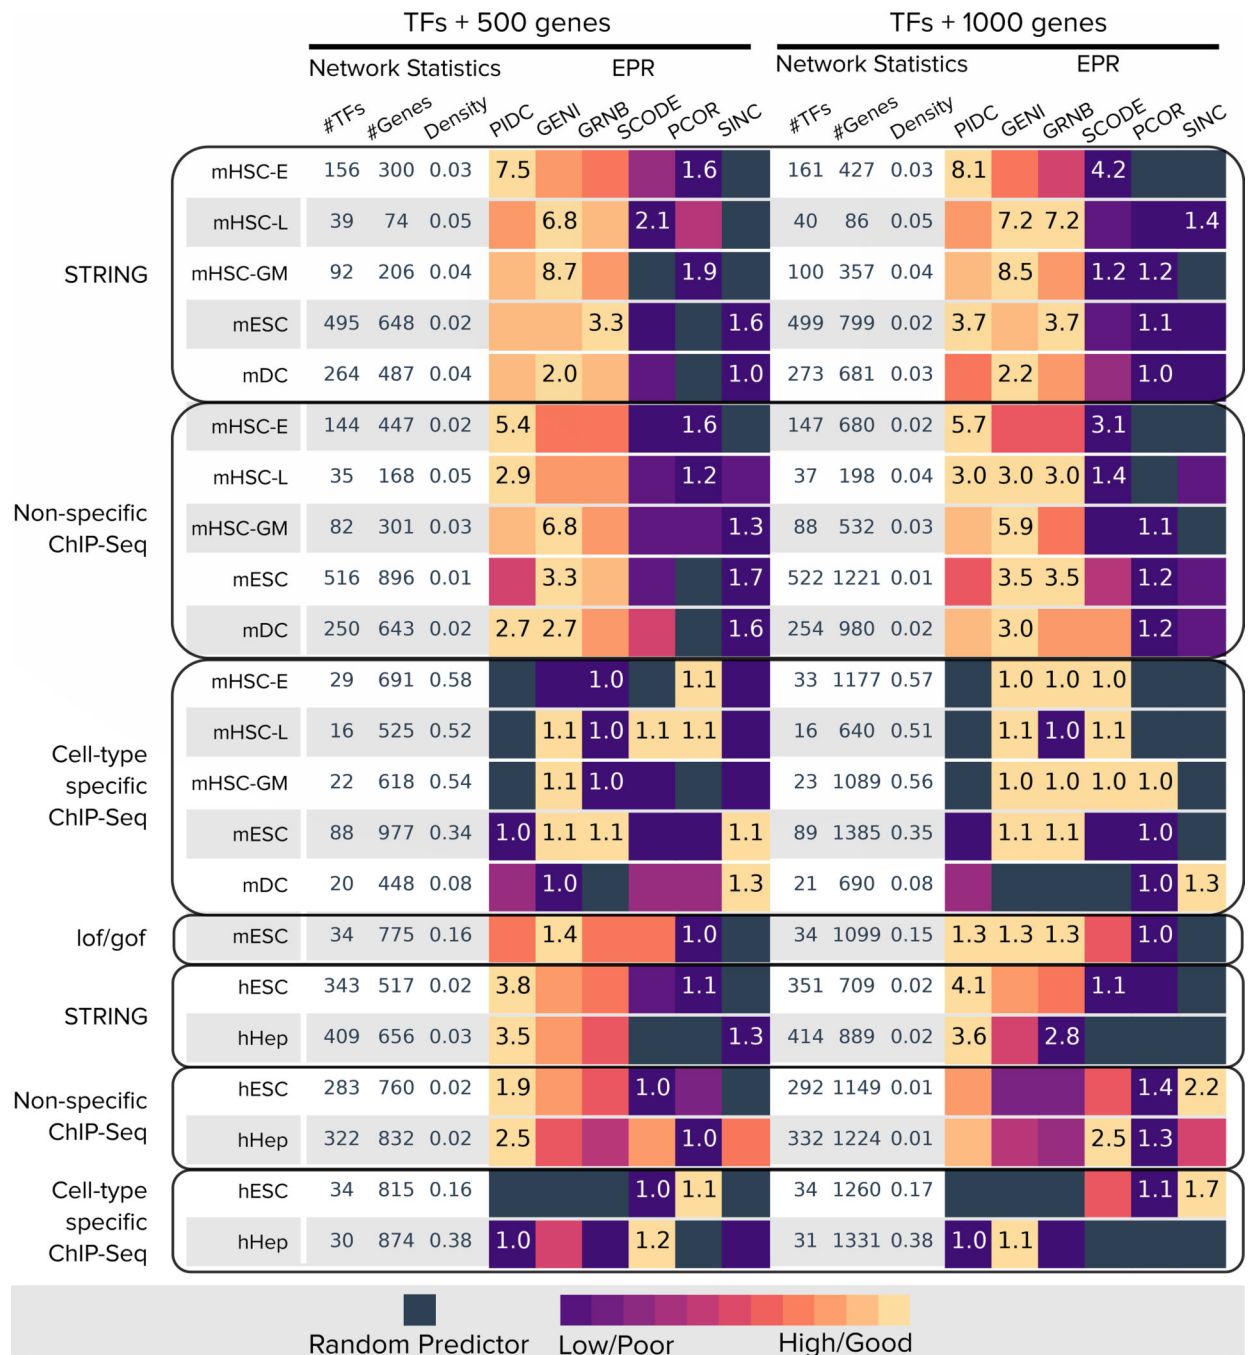 TFs + 500 genes TFs + 1000 genes
Network Statistics EPR Network Statistics EPR
#TFs #Genes Density PIDC GENI GRNB SCODE PCOR SINC #TFs #Genes Density PIDC GENI GRNB SCODE PCOR SINC
STRING
mHSC-E 156 300 0.03 7.5 1.6 161 427 0.03 8.1 4.2
mHSC-L 39 74 0.05 6.8 2.1 40 86 0.05 7.2 7.2 1.4
mHSC-GM 92 206 0.04 8.7 1.9 100 357 0.04 8.5 1.2 1.2
mESC 495 648 0.02 3.3 1.6 499 799 0.02 3.7 3.7 1.1
mDC 264 487 0.04 2.0 1.0 273 681 0.03 2.2 1.0
Non-specific
ChIP-Seq
mHSC-E 144 447 0.02 5.4 1.6 147 680 0.02 5.7 3.1
mHSC-L 35 168 0.05 2.9 1.2 37 198 0.04 3.0 3.0 3.0 1.4
mHSC-GM 82 301 0.03 6.8 1.3 88 532 0.03 5.9 1.1
mESC 516 896 0.01 3.3 1.7 522 1221 0.01 3.5 3.5 1.2
mDC 250 643 0.02 2.7 2.7 1.6 254 980 0.02 3.0 1.2
Cell-type
specific
ChIP-Seq
mHSC-E 29 691 0.58 1.0 1.1 33 1177 0.57 1.0 1.0 1.0
mHSC-L 16 525 0.52 1.1 1.0 1.1 1.1 16 640 0.51 1.1 1.0 1.1
mHSC-GM 22 618 0.54 1.1 1.0 23 1089 0.56 1.0 1.0 1.0 1.0
mESC 88 977 0.34 1.0 1.1 1.1 1.1 89 1385 0.35 1.1 1.1 1.0
mDC 20 448 0.08 1.0 1.3 21 690 0.08 1.0 1.3
lof/gof
mESC 34 775 0.16 1.4 1.0 34 1099 0.15 1.3 1.3 1.3 1.0
STRING
hESC 343 517 0.02 3.8 1.1 351 709 0.02 4.1 1.1
hHep 409 656 0.03 3.5 1.3 414 889 0.02 3.6 2.8
Non-specific
ChIP-Seq
hESC 283 760 0.02 1.9 1.0 292 1149 0.01 1.4 2.2
hHep 322 832 0.02 2.5 1.0 332 1224 0.01 2.5 1.3
Cell-type
specific
ChIP-Seq
hESC 34 815 0.16 1.0 1.1 34 1260 0.17 1.1 1.7
hHep 30 874 0.38 1.0 1.2 31 1331 0.38 1.0 1.1
Random Predictor Low/Poor High/Good